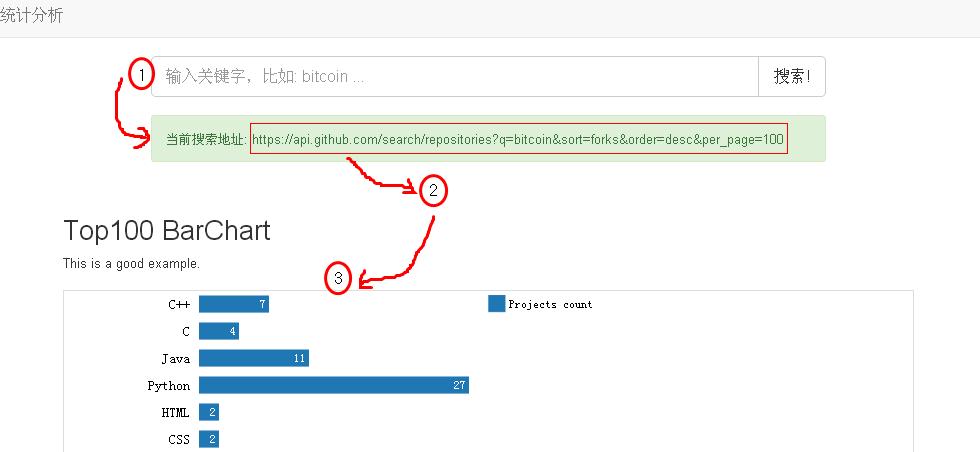 统计分析
1 输入关键字，比如: bitcoin ... 搜索!
当前搜索地址: https://api.github.com/search/repositories?q=bitcoin&sort=forks&order=desc&per_page=100
2
Top100 BarChart
This is a good example.
3
C++ 7 Projects count
C 4
Java 11
Python 27
HTML 2
CSS 2